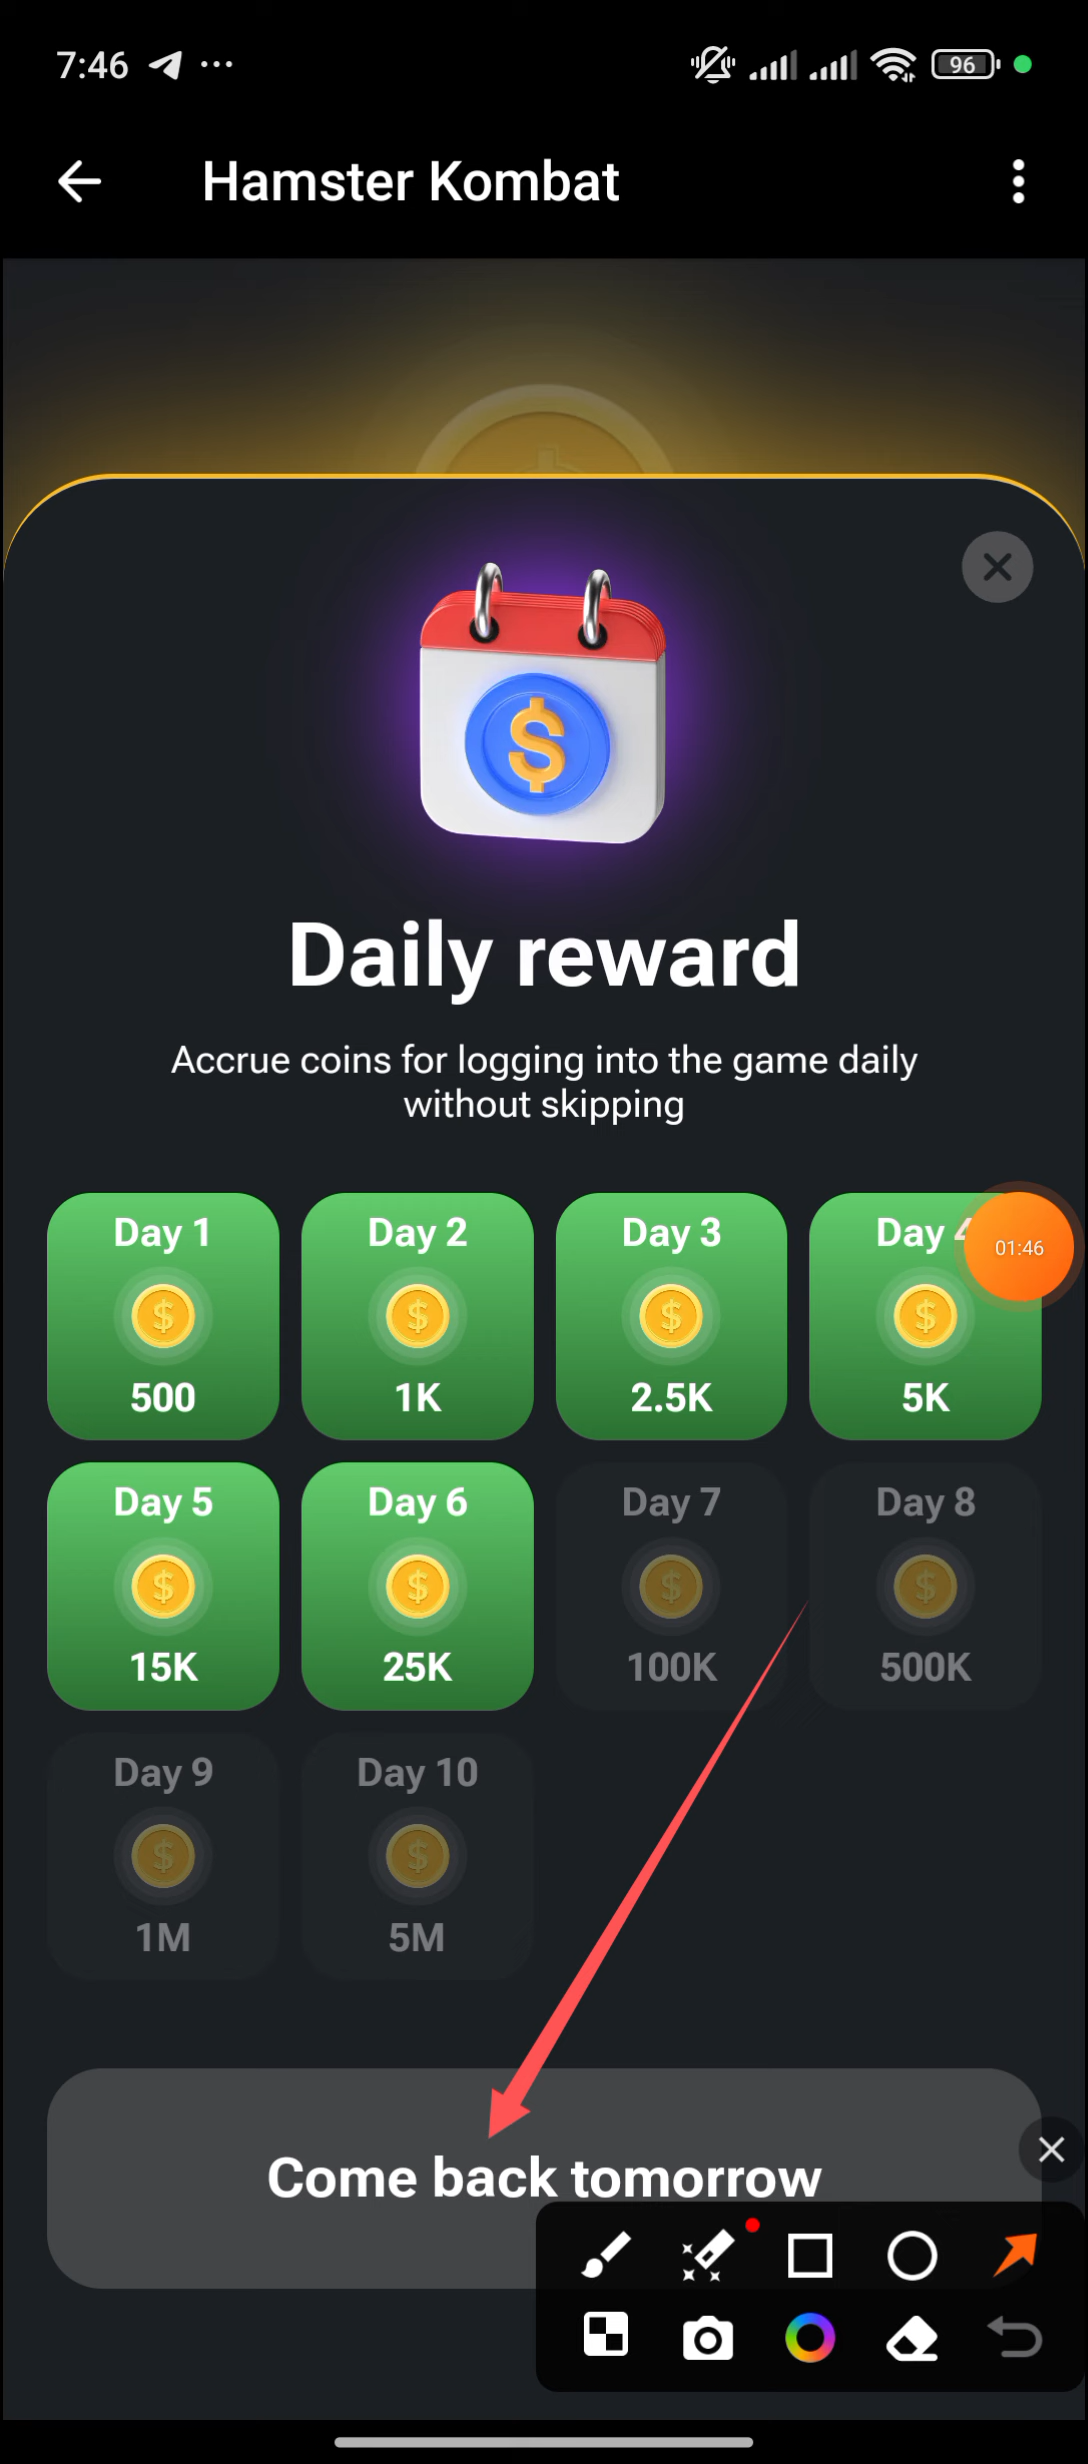 7:46
96
Hamster Kombat
Daily reward
Accrue coins for logging into the game daily
without skipping
Day 1
500
Day 2
1K
Day 3
2.5K
Day 4
5K
01:46
Day 5
15K
Day 6
25K
Day 7
100K
Day 8
500K
Day 9
1M
Day 10
5M
Come back tomorrow